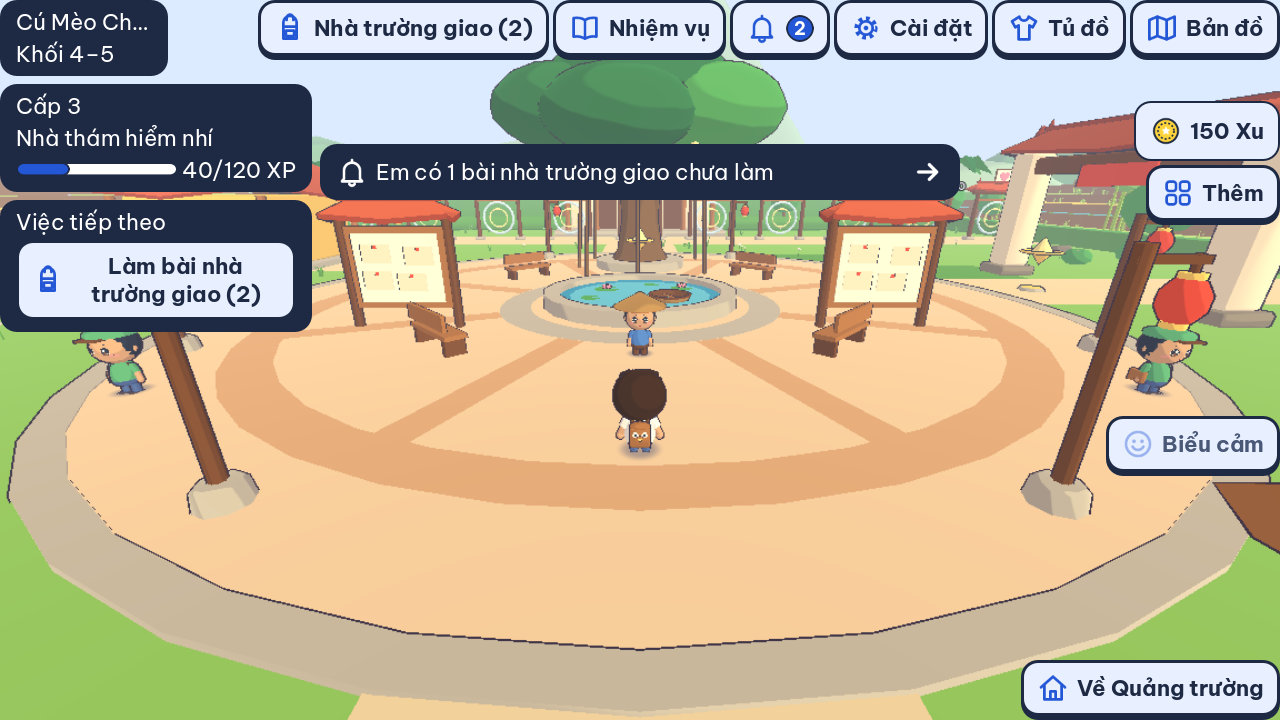 Cú Mèo Ch...
Khối 4–5
Nhà trường giao (2)
Nhiệm vụ
2
Cài đặt
Tủ đồ
Bản đồ
Cấp 3
Nhà thám hiểm nhí
40/120 XP
150 Xu
Em có 1 bài nhà trường giao chưa làm
Thêm
Việc tiếp theo
Làm bài nhà
trường giao (2)
Biểu cảm
Về Quảng trường